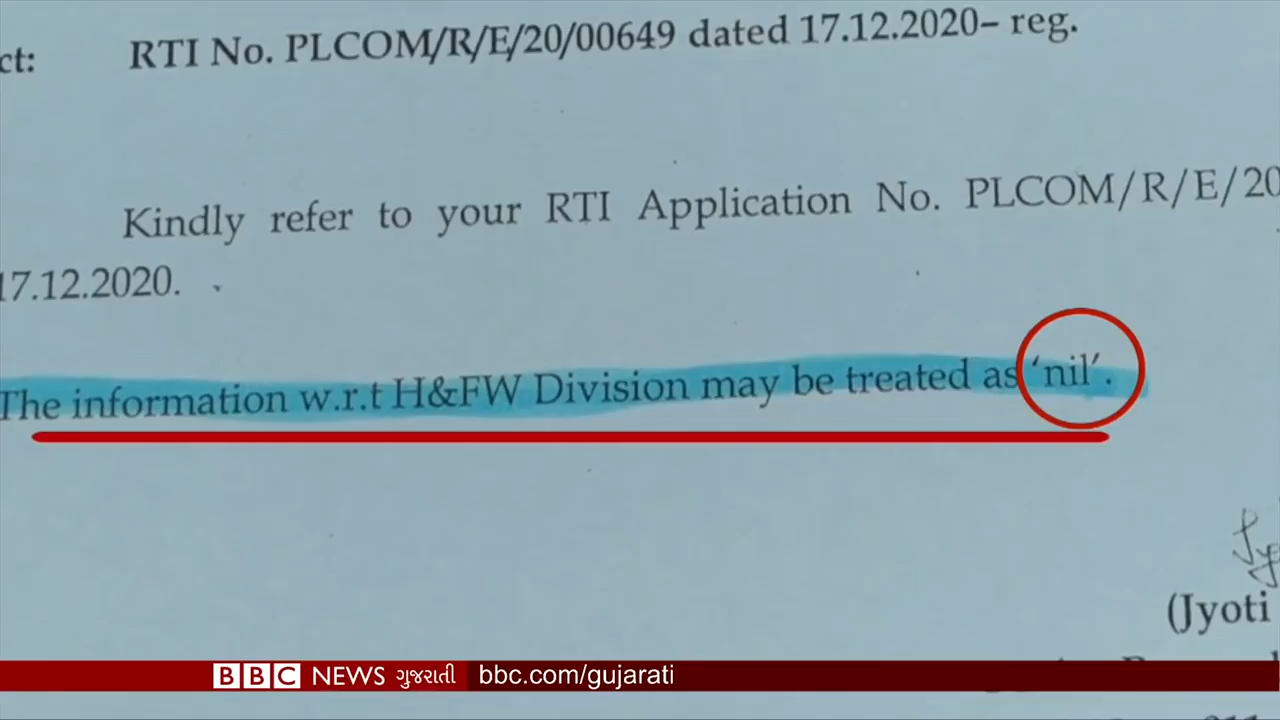 ct: RTI No. PLCOM/R/E/20/00649 dated 17.12.2020– reg.
Kindly refer to your RTI Application No. PLCOM/R/E/20
17.12.2020.
The information w.r.t H&FW Division may be treated as ‘nil’.
(Jyoti
BBC NEWS ગુજરાતી bbc.com/gujarati